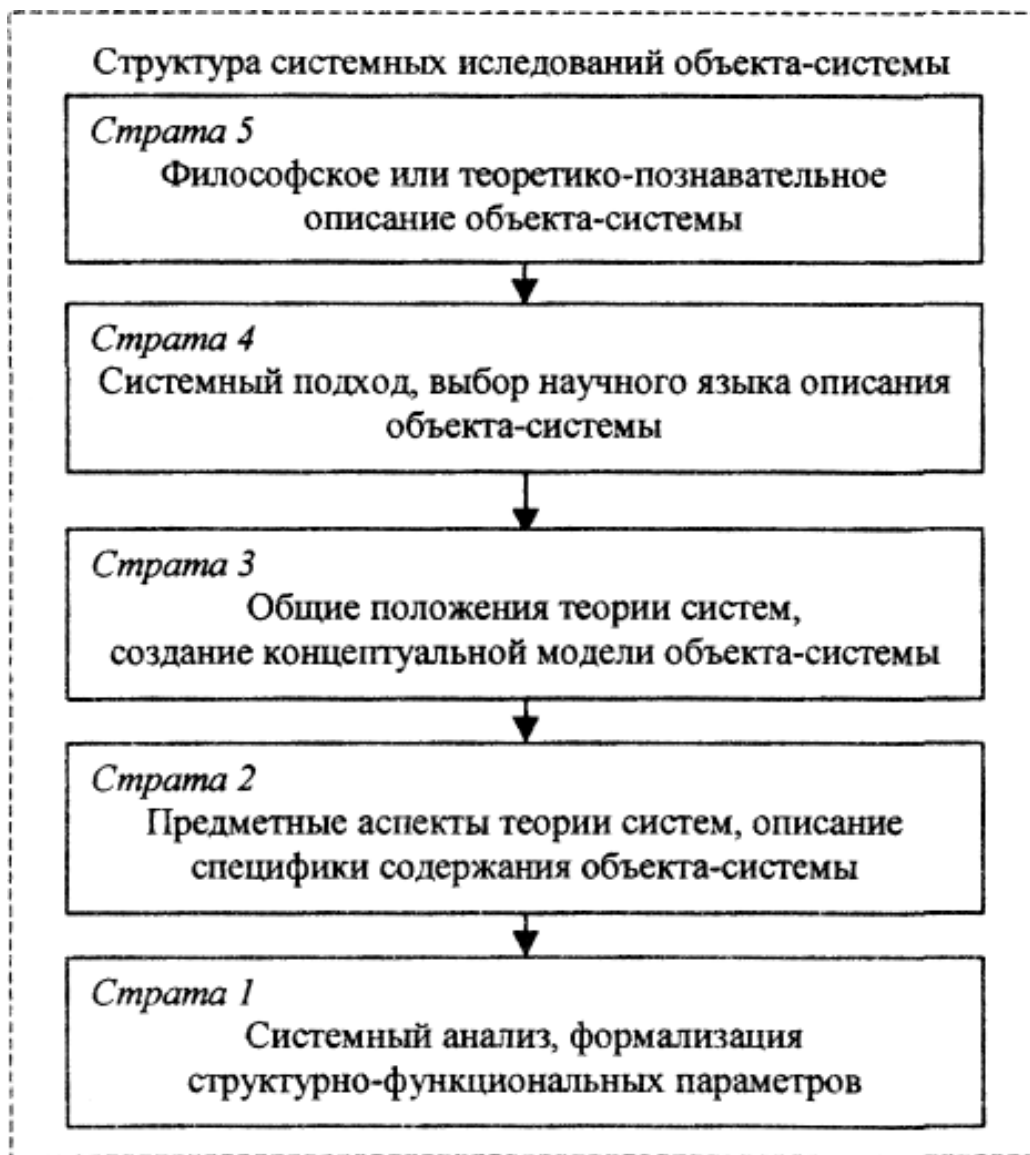 Структура системных иследований объекта-системы
Страта 5
Философское или теоретико-познавательное
описание объекта-системы
Страта 4
Системный подход, выбор научного языка описания
объекта-системы
Страта 3
Общие положения теории систем,
создание концептуальной модели объекта-системы
Страта 2
Предметные аспекты теории систем, описание
специфики содержания объекта-системы
Страта 1
Системный анализ, формализация
структурно-функциональных параметров